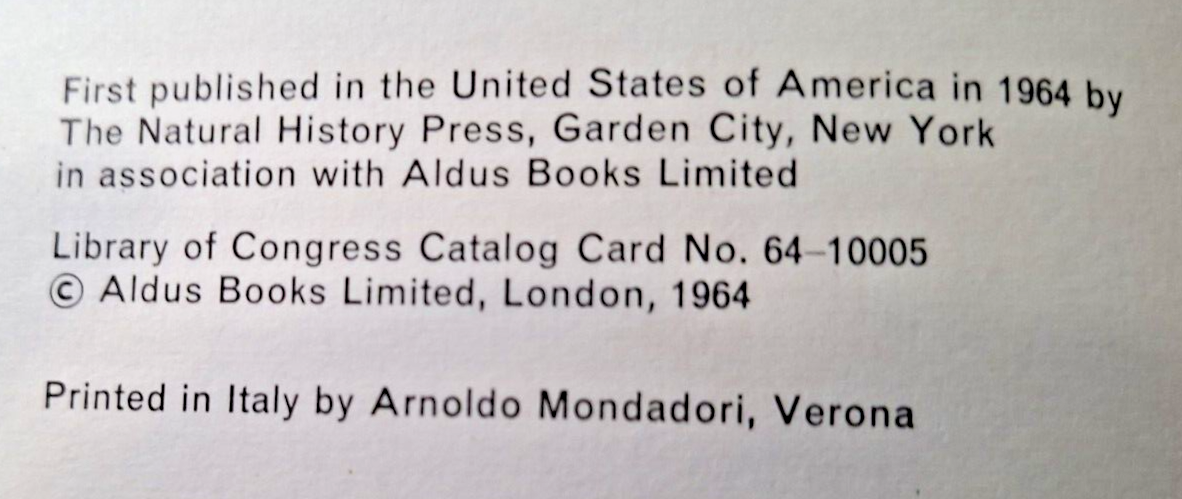 First published in the United States of America in 1964 by
The Natural History Press, Garden City, New York
in association with Aldus Books Limited
Library of Congress Catalog Card No. 64–10005
© Aldus Books Limited, London, 1964
Printed in Italy by Arnoldo Mondadori, Verona